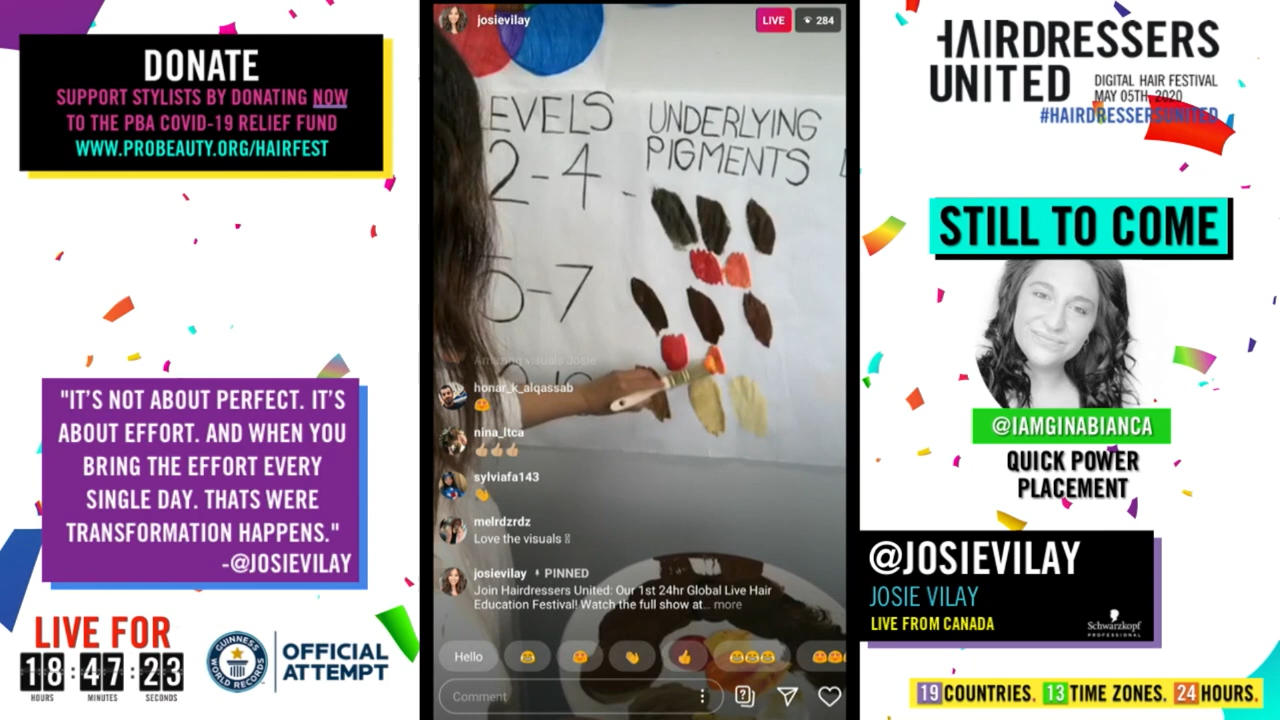 DONATE
SUPPORT STYLISTS BY DONATING NOW
TO THE PBA COVID-19 RELIEF FUND
WWW.PROBEAUTY.ORG/HAIRFEST
"IT'S NOT ABOUT PERFECT. IT'S
ABOUT EFFORT. AND WHEN YOU
BRING THE EFFORT EVERY
SINGLE DAY. THATS WERE
TRANSFORMATION HAPPENS."
-@JOSIEVILAY
LIVE FOR
18:47:23
HOURS MINUTES SECONDS
GUINNESS WORLD RECORDS
OFFICIAL
ATTEMPT
josievilay
LIVE
284
EVELS
2-4 -
-7
UNDERLYING
PIGMENTS
Amazing visuals Josie
honar_k_alqassab
nina_ltca
sylviafa143
melrdzrdz
Love the visuals
josievilay PINNED
Join Hairdressers United: Our 1st 24hr Global Live Hair
Education Festival! Watch the full show at... more
Hello
Comment
HAIRDRESSERS
UNITED
DIGITAL HAIR FESTIVAL
MAY 05TH, 2020
#HAIRDRESSERSUNITED
STILL TO COME
@IAMGINABIANCA
QUICK POWER
PLACEMENT
@JOSIEVILAY
JOSIE VILAY
LIVE FROM CANADA
Schwarzkopf
PROFESSIONAL
19 COUNTRIES. 13 TIME ZONES. 24 HOURS.